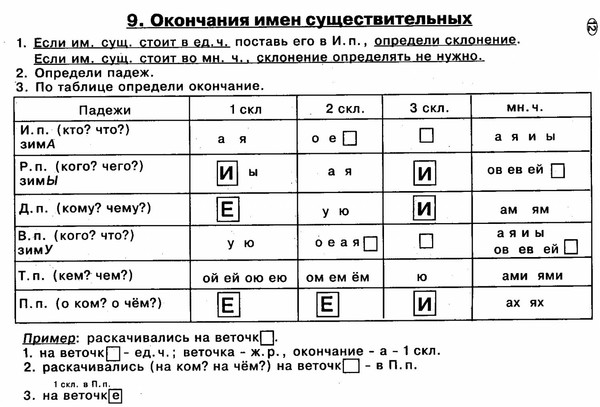 9. Окончания имен существительных
12
1. Если им. сущ. стоит в ед. ч. поставь его в И. п., определи склонение.
Если им. сущ. стоит во мн. ч., склонение определять не нужно.
2. Определи падеж.
3. По таблице определи окончание.
Падежи 1 скл 2 скл. 3 скл. мн. ч.
И. п. (кто? что?) зимА а я о е □ □ а я и ы
Р. п. (кого? чего?) зимЫ И ы а я И ов ев ей □
Д. п. (кому? чему?) Е у ю И ам ям
В. п. (кого? что?) зимУ у ю о е а я □ □ а я и ы
ов ев ей □
Т. п. (кем? чем?) ой ей ою ею ом ем ём ю ами ями
П. п. (о ком? о чём?) Е Е И ах ях
Пример: раскачивались на веточк□.
1. на веточк□ - ед. ч.; веточка - ж. р., окончание - а - 1 скл.
2. раскачивались (на ком? на чём?) на веточк□ - в П. п.
1 скл. в П. п.
3. на веточке